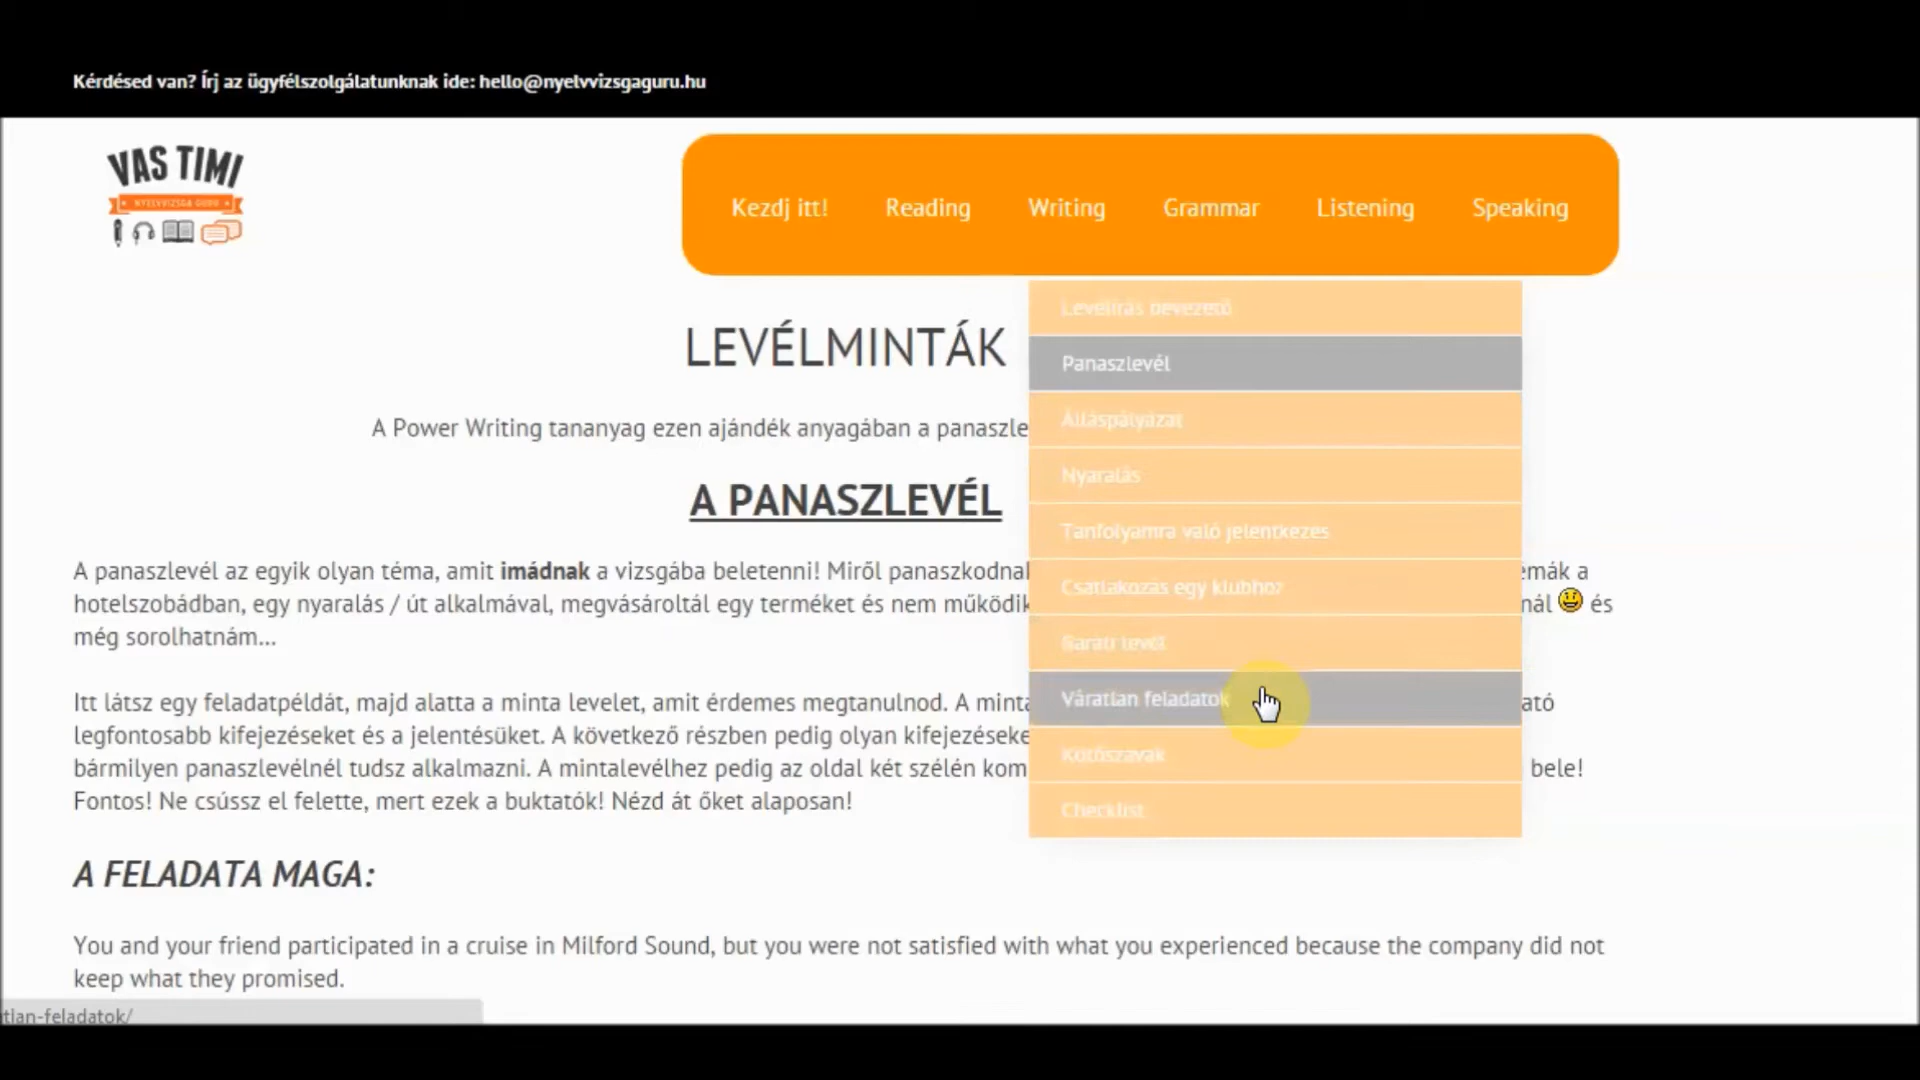 Kérdésed van? Írj az ügyfélszolgálatunknak ide: hello@nyelvvizsgaguru.hu
VAS TIMI
NYELVVIZSGA GURU
Kezdj itt! Reading Writing Grammar Listening Speaking
Levélírás bevezető
Panaszlevél
Álláspályázat
Nyaralás
Tanfolyamra való jelentkezés
Csatlakozás egy klubhoz
Baráti levél
Váratlan feladatok
Kötőszavak
Checklist
LEVÉLMINTÁK
A Power Writing tananyag ezen ajándék anyagában a panaszle
A PANASZLEVÉL
A panaszlevél az egyik olyan téma, amit imádnak a vizsgába beletenni! Miről panaszkodnak émák a
hotelszobádban, egy nyaralás / út alkalmával, megvásároltál egy terméket és nem működik nál és
még sorolhatnám...
Itt látsz egy feladatpéldát, majd alatta a minta levelet, amit érdemes megtanulnod. A minta ató
legfontosabb kifejezéseket és a jelentésüket. A következő részben pedig olyan kifejezéseke
bármilyen panaszlevélnél tudsz alkalmazni. A mintalevélhez pedig az oldal két szélén kom bele!
Fontos! Ne csússz el felette, mert ezek a buktatók! Nézd át őket alaposan!
A FELADATA MAGA:
You and your friend participated in a cruise in Milford Sound, but you were not satisfied with what you experienced because the company did not
keep what they promised.
tlan-feladatok/